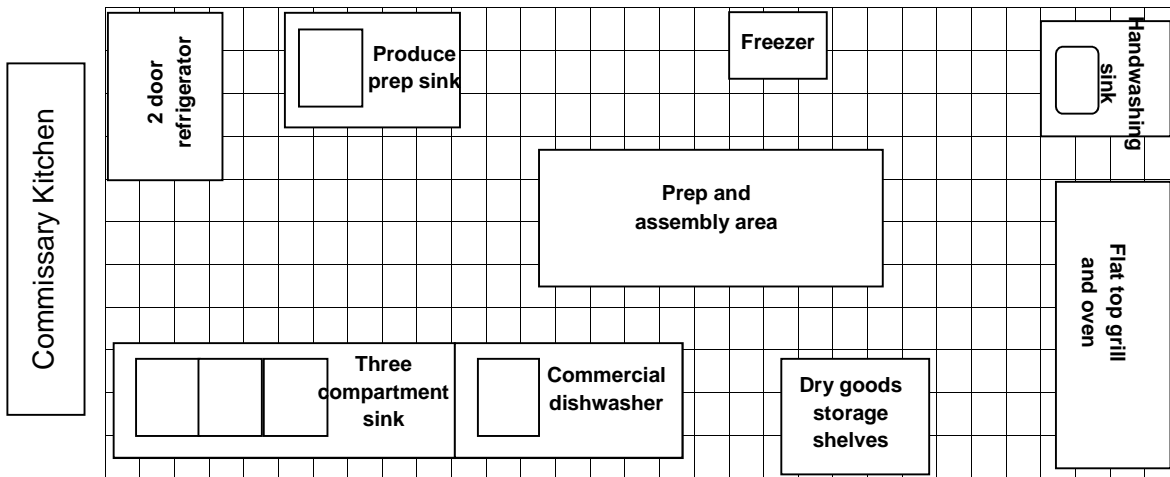 Commissary Kitchen
2 door
refrigerator
Produce
prep sink
Freezer
Handwashing
sink
Prep and
assembly area
Flat top grill
and oven
Three
compartment
sink
Commercial
dishwasher
Dry goods
storage
shelves